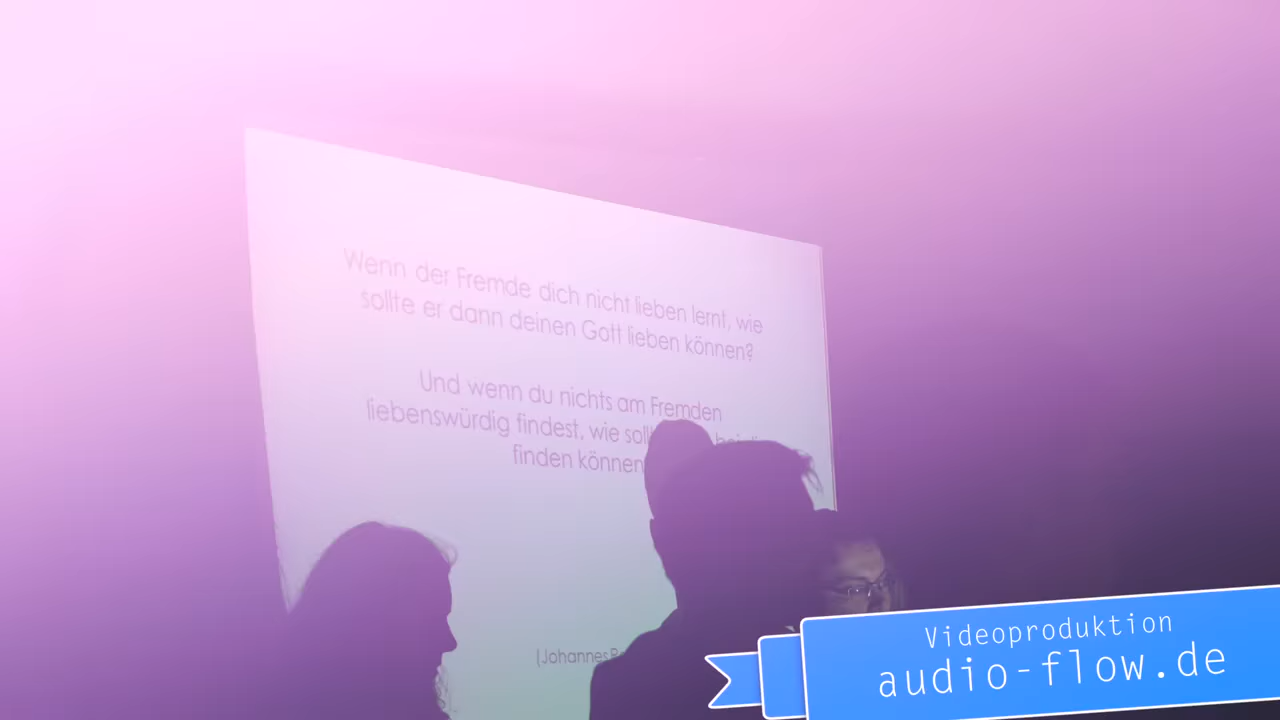 Wenn der Fremde dich nicht lieben lernt, wie
sollte er dann deinen Gott lieben können?
Und wenn du nichts am Fremden
liebenswürdig findest, wie
finden können
(Johannes
Videoproduktion
audio-flow.de